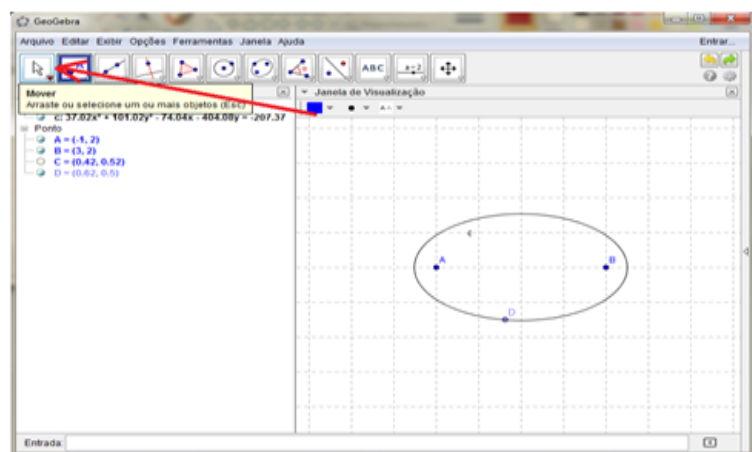 GeoGebra
Arquivo Editar Exibir Opções Ferramentas Janela Ajuda
Entrar...
ABC
a=2
Mover
Arraste ou selecione um ou mais objetos (Esc)
Janela de Visualização
c: 37.02x² + 101.02y² - 74.04x - 404.08y = -207.37
Ponto
A = (-1, 2)
B = (3, 2)
C = (0.42, 0.52)
D = (0.62, 0.5)
c
A
B
D
Entrada: